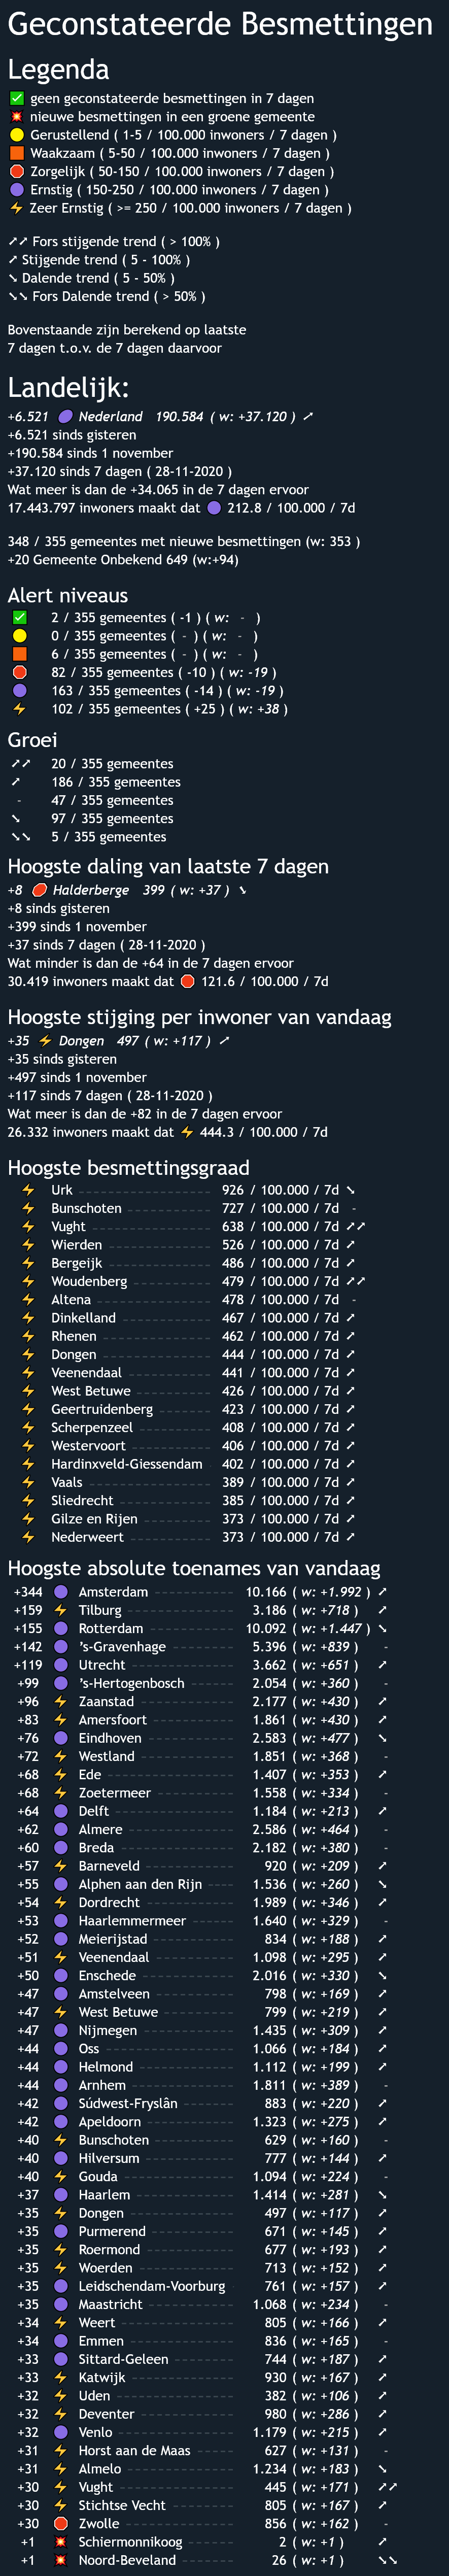 Geconstateerde Besmettingen
Legenda
geen geconstateerde besmettingen in 7 dagen
nieuwe besmettingen in een groene gemeente
Gerustellend ( 1-5 / 100.000 inwoners / 7 dagen )
Waakzaam ( 5-50 / 100.000 inwoners / 7 dagen )
Zorgelijk ( 50-150 / 100.000 inwoners / 7 dagen )
Ernstig ( 150-250 / 100.000 inwoners / 7 dagen )
Zeer Ernstig ( >= 250 / 100.000 inwoners / 7 dagen )
↗↗ Fors stijgende trend ( > 100% )
↗ Stijgende trend ( 5 - 100% )
↘ Dalende trend ( 5 - 50% )
↘↘ Fors Dalende trend ( > 50% )
Bovenstaande zijn berekend op laatste
7 dagen t.o.v. de 7 dagen daarvoor
Landelijk:
+6.521 Nederland 190.584 ( w: +37.120 ) ↗
+6.521 sinds gisteren
+190.584 sinds 1 november
+37.120 sinds 7 dagen ( 28-11-2020 )
Wat meer is dan de +34.065 in de 7 dagen ervoor
17.443.797 inwoners maakt dat 212.8 / 100.000 / 7d
348 / 355 gemeentes met nieuwe besmettingen (w: 353 )
+20 Gemeente Onbekend 649 (w:+94)
Alert niveaus
2 / 355 gemeentes ( -1 ) ( w: - )
0 / 355 gemeentes ( - ) ( w: - )
6 / 355 gemeentes ( - ) ( w: - )
82 / 355 gemeentes ( -10 ) ( w: -19 )
163 / 355 gemeentes ( -14 ) ( w: -19 )
102 / 355 gemeentes ( +25 ) ( w: +38 )
Groei
↗↗ 20 / 355 gemeentes
↗ 186 / 355 gemeentes
- 47 / 355 gemeentes
↘ 97 / 355 gemeentes
↘↘ 5 / 355 gemeentes
Hoogste daling van laatste 7 dagen
+8 Halderberge 399 ( w: +37 ) ↘
+8 sinds gisteren
+399 sinds 1 november
+37 sinds 7 dagen ( 28-11-2020 )
Wat minder is dan de +64 in de 7 dagen ervoor
30.419 inwoners maakt dat 121.6 / 100.000 / 7d
Hoogste stijging per inwoner van vandaag
+35 Dongen 497 ( w: +117 ) ↗
+35 sinds gisteren
+497 sinds 1 november
+117 sinds 7 dagen ( 28-11-2020 )
Wat meer is dan de +82 in de 7 dagen ervoor
26.332 inwoners maakt dat 444.3 / 100.000 / 7d
Hoogste besmettingsgraad
Urk 926 / 100.000 / 7d ↘
Bunschoten 727 / 100.000 / 7d -
Vught 638 / 100.000 / 7d ↗↗
Wierden 526 / 100.000 / 7d ↗
Bergeijk 486 / 100.000 / 7d ↗
Woudenberg 479 / 100.000 / 7d ↗↗
Altena 478 / 100.000 / 7d -
Dinkelland 467 / 100.000 / 7d ↗
Rhenen 462 / 100.000 / 7d ↗
Dongen 444 / 100.000 / 7d ↗
Veenendaal 441 / 100.000 / 7d ↗
West Betuwe 426 / 100.000 / 7d ↗
Geertruidenberg 423 / 100.000 / 7d ↗
Scherpenzeel 408 / 100.000 / 7d ↗
Westervoort 406 / 100.000 / 7d ↗
Hardinxveld-Giessendam 402 / 100.000 / 7d ↗
Vaals 389 / 100.000 / 7d ↗
Sliedrecht 385 / 100.000 / 7d ↗
Gilze en Rijen 373 / 100.000 / 7d ↗
Nederweert 373 / 100.000 / 7d ↗
Hoogste absolute toenames van vandaag
+344 Amsterdam 10.166 ( w: +1.992 ) ↗
+159 Tilburg 3.186 ( w: +718 ) ↗
+155 Rotterdam 10.092 ( w: +1.447 ) ↘
+142 's-Gravenhage 5.396 ( w: +839 ) -
+119 Utrecht 3.662 ( w: +651 ) ↗
+99 's-Hertogenbosch 2.054 ( w: +360 ) -
+96 Zaanstad 2.177 ( w: +430 ) ↗
+83 Amersfoort 1.861 ( w: +430 ) ↗
+76 Eindhoven 2.583 ( w: +477 ) ↘
+72 Westland 1.851 ( w: +368 ) -
+68 Ede 1.407 ( w: +353 ) ↗
+68 Zoetermeer 1.558 ( w: +334 ) -
+64 Delft 1.184 ( w: +213 ) ↗
+62 Almere 2.586 ( w: +464 ) -
+60 Breda 2.182 ( w: +380 ) -
+57 Barneveld 920 ( w: +209 ) ↗
+55 Alphen aan den Rijn 1.536 ( w: +260 ) ↘
+54 Dordrecht 1.989 ( w: +346 ) ↗
+53 Haarlemmermeer 1.640 ( w: +329 ) -
+52 Meierijstad 834 ( w: +188 ) ↗
+51 Veenendaal 1.098 ( w: +295 ) ↗
+50 Enschede 2.016 ( w: +330 ) ↘
+47 Amstelveen 798 ( w: +169 ) ↗
+47 West Betuwe 799 ( w: +219 ) ↗
+47 Nijmegen 1.435 ( w: +309 ) ↗
+44 Oss 1.066 ( w: +184 ) ↗
+44 Helmond 1.112 ( w: +199 ) ↗
+44 Arnhem 1.811 ( w: +389 ) -
+42 Súdwest-Fryslân 883 ( w: +220 ) ↗
+42 Apeldoorn 1.323 ( w: +275 ) ↗
+40 Bunschoten 629 ( w: +160 ) -
+40 Hilversum 777 ( w: +144 ) ↗
+40 Gouda 1.094 ( w: +224 ) -
+37 Haarlem 1.414 ( w: +281 ) ↘
+35 Dongen 497 ( w: +117 ) ↗
+35 Purmerend 671 ( w: +145 ) ↗
+35 Roermond 677 ( w: +193 ) ↗
+35 Woerden 713 ( w: +152 ) ↗
+35 Leidschendam-Voorburg 761 ( w: +157 ) ↗
+35 Maastricht 1.068 ( w: +234 ) -
+34 Weert 805 ( w: +166 ) ↗
+34 Emmen 836 ( w: +165 ) -
+33 Sittard-Geleen 744 ( w: +187 ) ↗
+33 Katwijk 930 ( w: +167 ) ↗
+32 Uden 382 ( w: +106 ) ↗
+32 Deventer 980 ( w: +286 ) ↗
+32 Venlo 1.179 ( w: +215 ) ↗
+31 Horst aan de Maas 627 ( w: +131 ) -
+31 Almelo 1.234 ( w: +183 ) ↘
+30 Vught 445 ( w: +171 ) ↗↗
+30 Stichtse Vecht 805 ( w: +167 ) ↗
+30 Zwolle 856 ( w: +162 ) -
+1 Schiermonnikoog 2 ( w: +1 ) ↗
+1 Noord-Beveland 26 ( w: +1 ) ↘↘